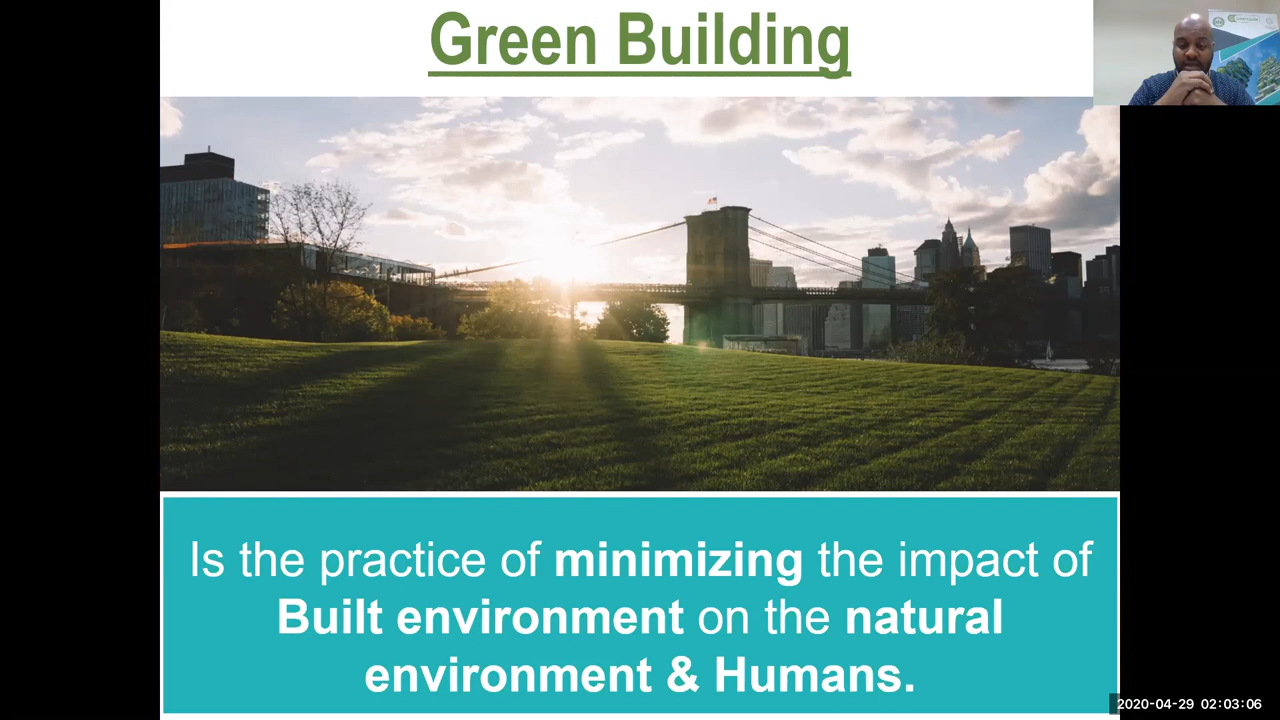 Green Building
Is the practice of minimizing the impact of
Built environment on the natural
environment & Humans.
2020-04-29 02:03:06